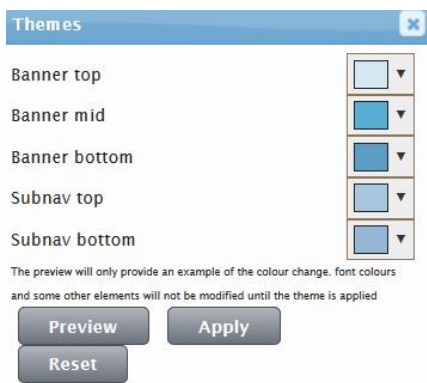 Themes
Banner top
Banner mid
Banner bottom
Subnav top
Subnav bottom
The preview will only provide an example of the colour change. font colours
and some other elements will not be modified until the theme is applied
Preview Apply
Reset